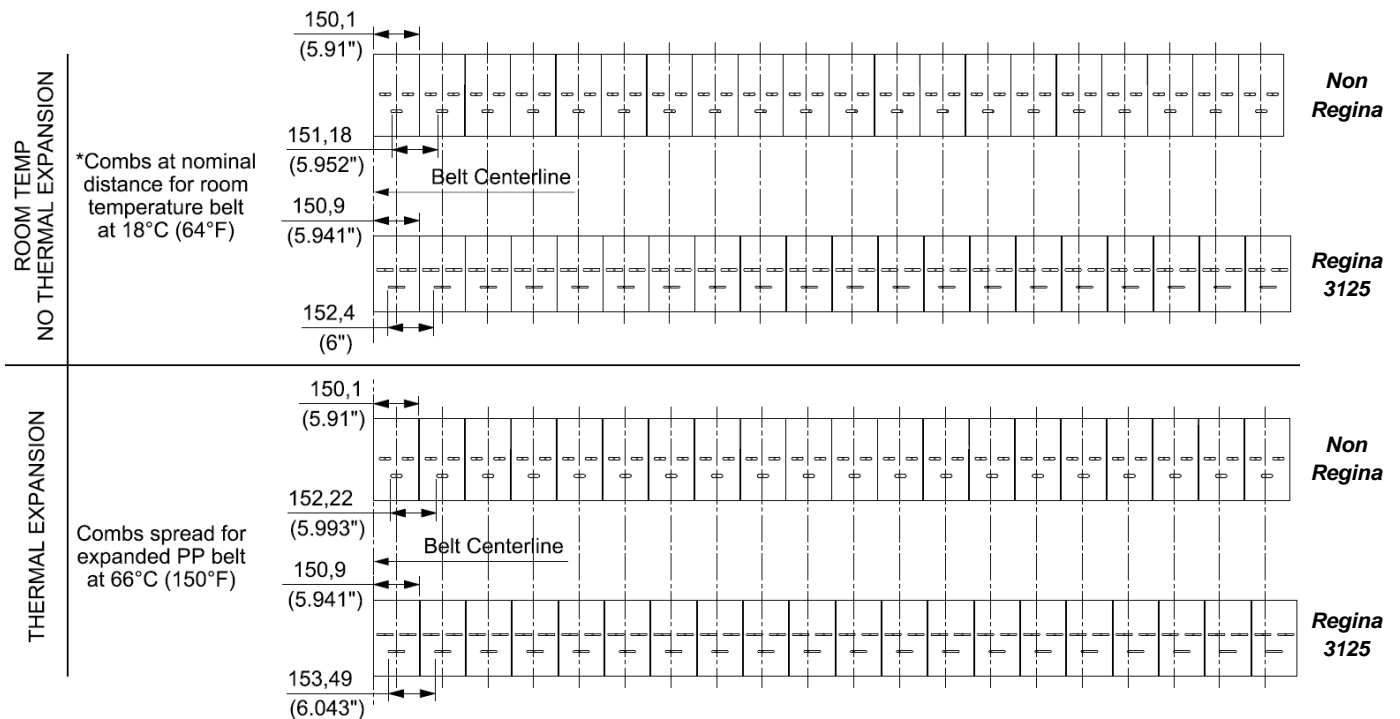 ROOM TEMP
NO THERMAL EXPANSION
*Combs at nominal
distance for room
temperature belt
at 18°C (64°F)
150,1
(5.91")
Non
Regina
151,18
(5.952")
Belt Centerline
150,9
(5.941")
Regina
3125
152,4
(6")
THERMAL EXPANSION
Combs spread for
expanded PP belt
at 66°C (150°F)
150,1
(5.91")
Non
Regina
152,22
(5.993")
Belt Centerline
150,9
(5.941")
Regina
3125
153,49
(6.043")